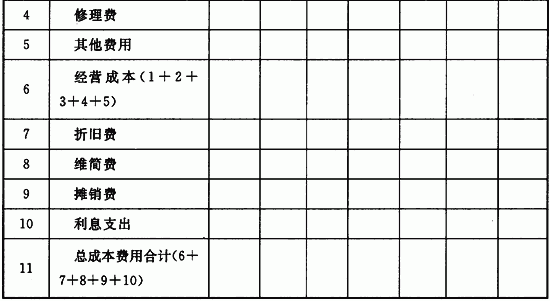 4 修理费
5 其他费用
6 经营成本(1+2+
3+4+5)
7 折旧费
8 维简费
9 摊销费
10 利息支出
11 总成本费用合计(6+
7+8+9+10)